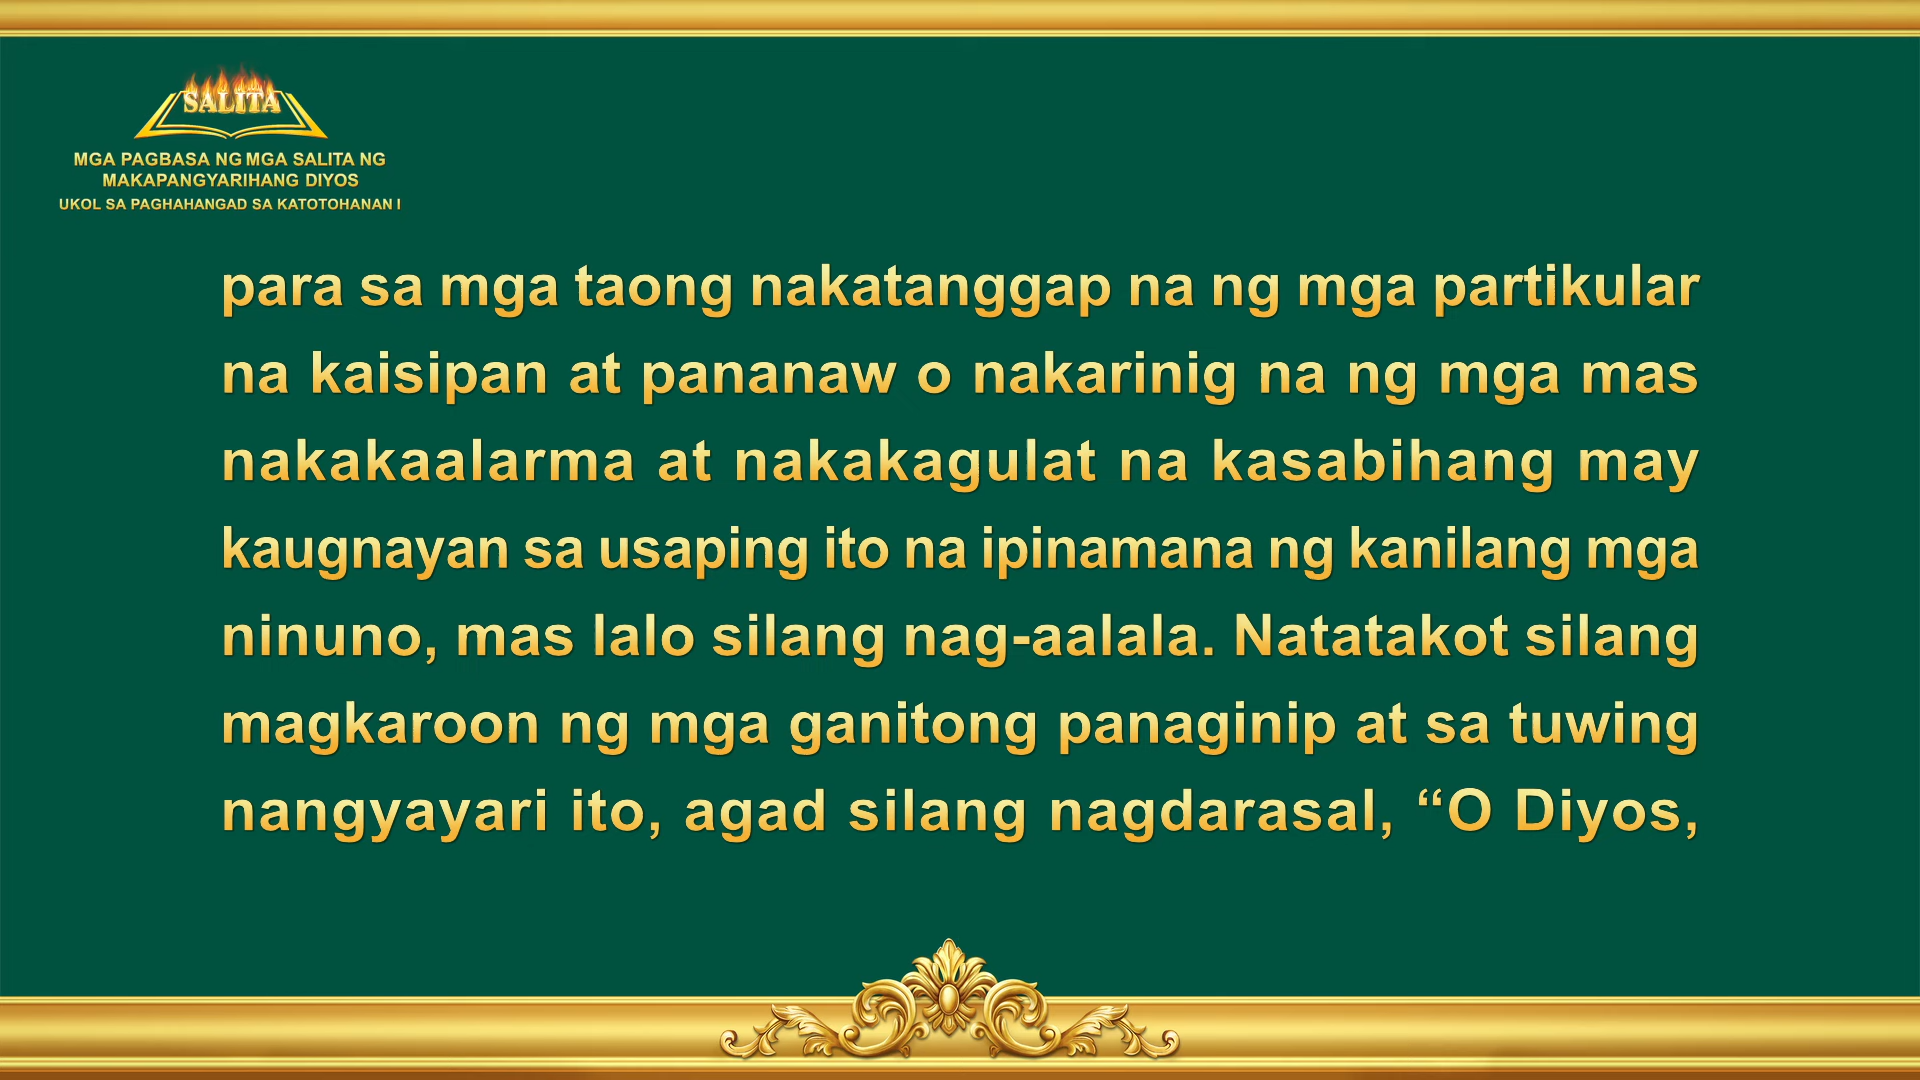 SALITA
MGA PAGBASA NG MGA SALITA NG
MAKAPANGYARIHANG DIYOS
UKOL SA PAGHAHANGAD SA KATOTOHANAN I
para sa mga taong nakatanggap na ng mga partikular
na kaisipan at pananaw o nakarinig na ng mga mas
nakakaalarma at nakakagulat na kasabihang may
kaugnayan sa usaping ito na ipinamana ng kanilang mga
ninuno, mas lalo silang nag-aalala. Natatakot silang
magkaroon ng mga ganitong panaginip at sa tuwing
nangyayari ito, agad silang nagdarasal, “O Diyos,